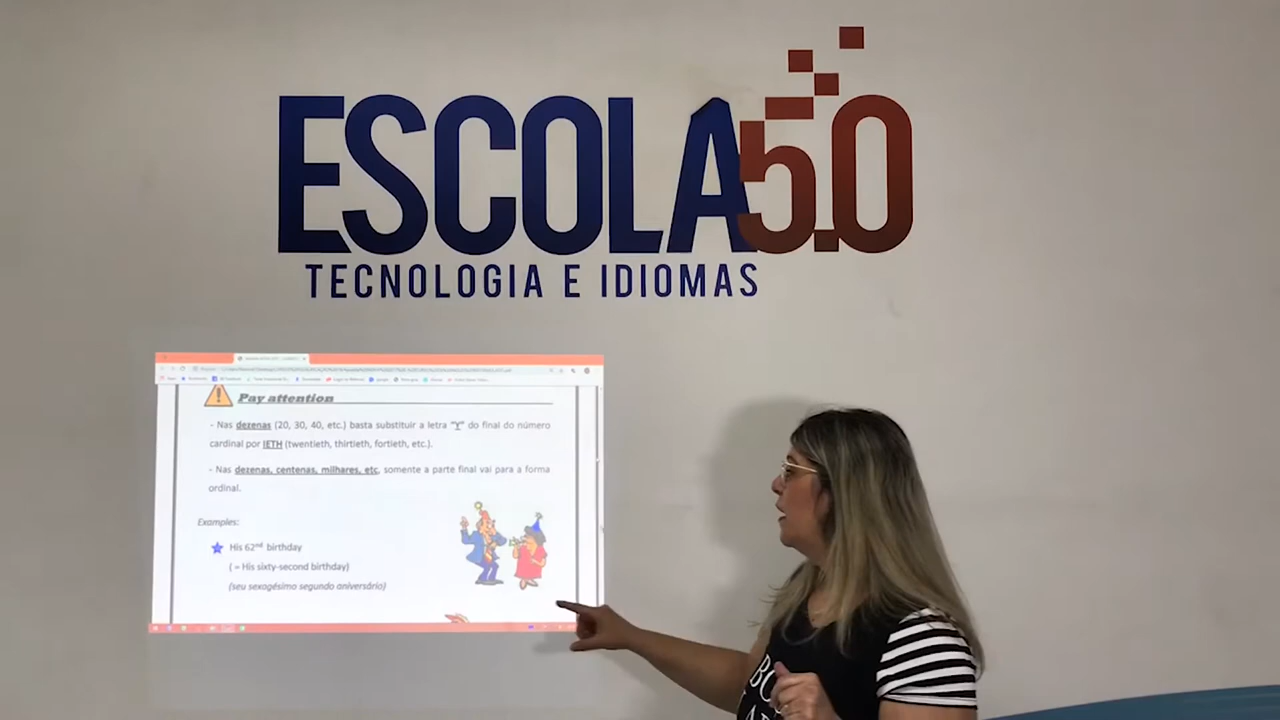 ESCOLA 5.0
TECNOLOGIA E IDIOMAS
Pay attention
- Nas dezenas (20, 30, 40, etc.) basta substituir a letra "Y" do final do número
cardinal por IETH (twentieth, thirtieth, fortieth, etc.).
- Nas dezenas, centenas, milhares, etc, somente a parte final vai para a forma
ordinal.
Examples:
His 62nd birthday
( = His sixty-second birthday)
(seu sexagésimo segundo aniversário)